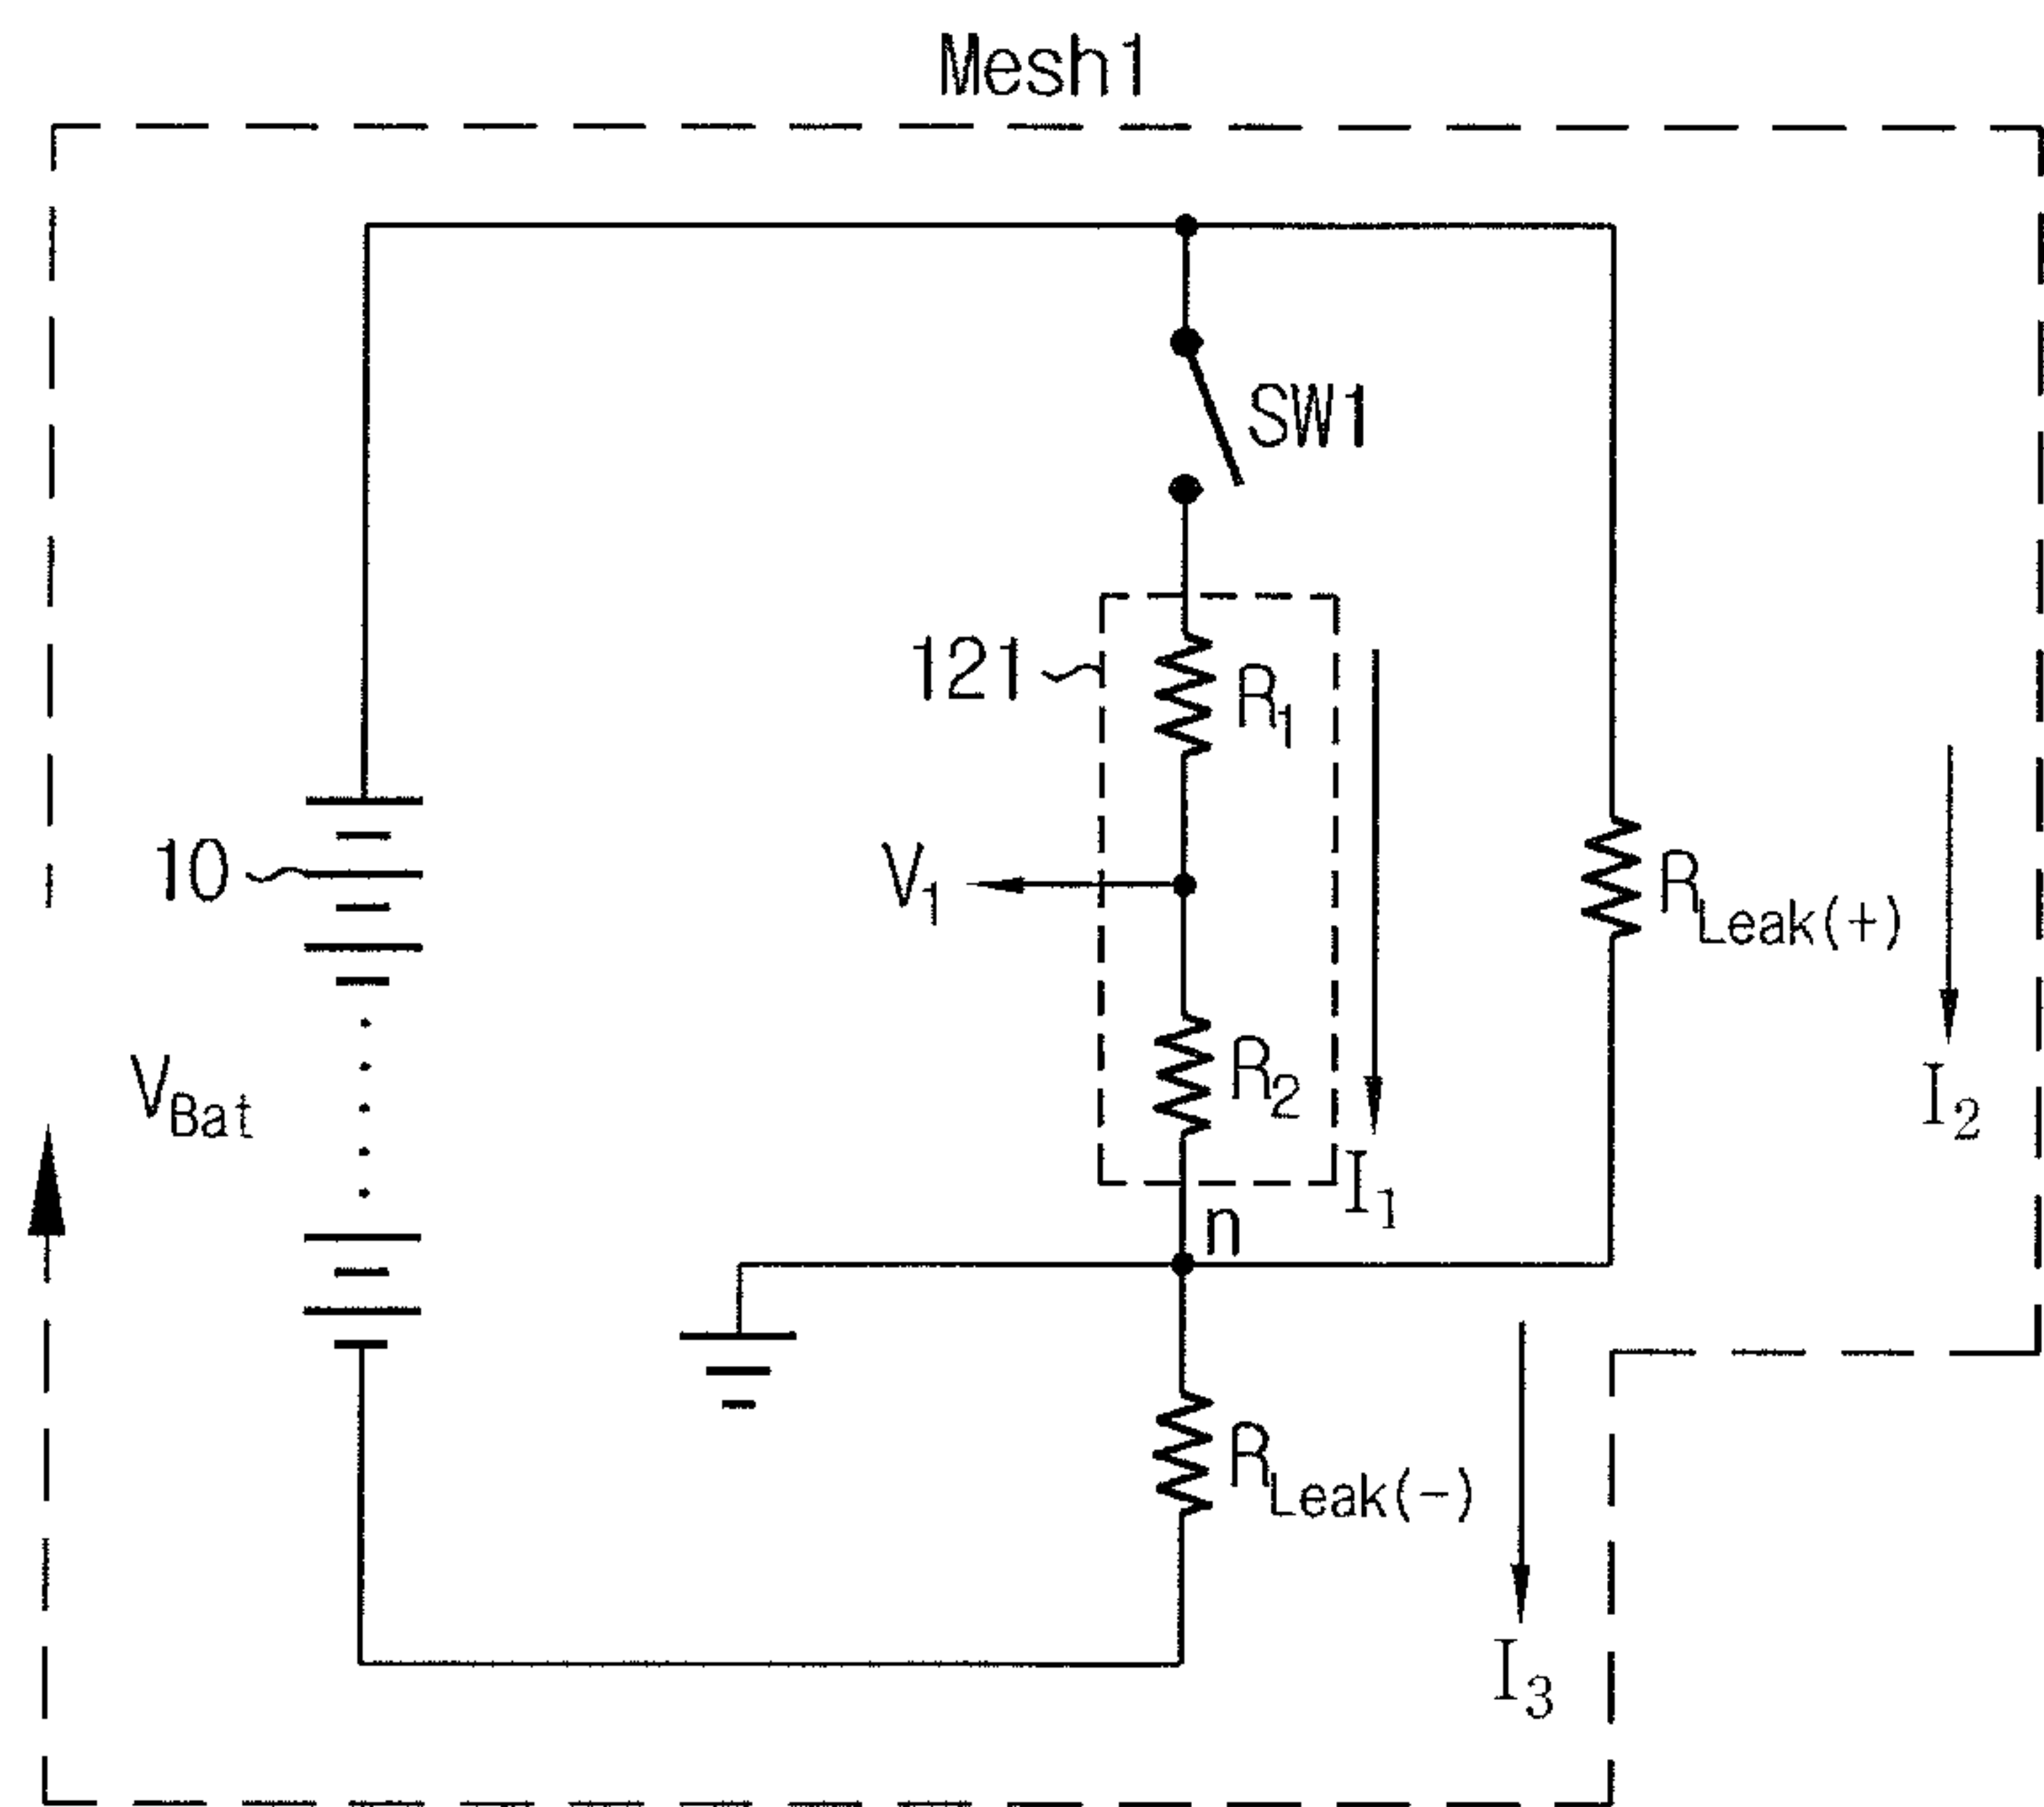 Mesh1
SW1
121
R1
10
V1
RLeak(+)
VBat
R2
I2
I1
n
RLeak(-)
I3